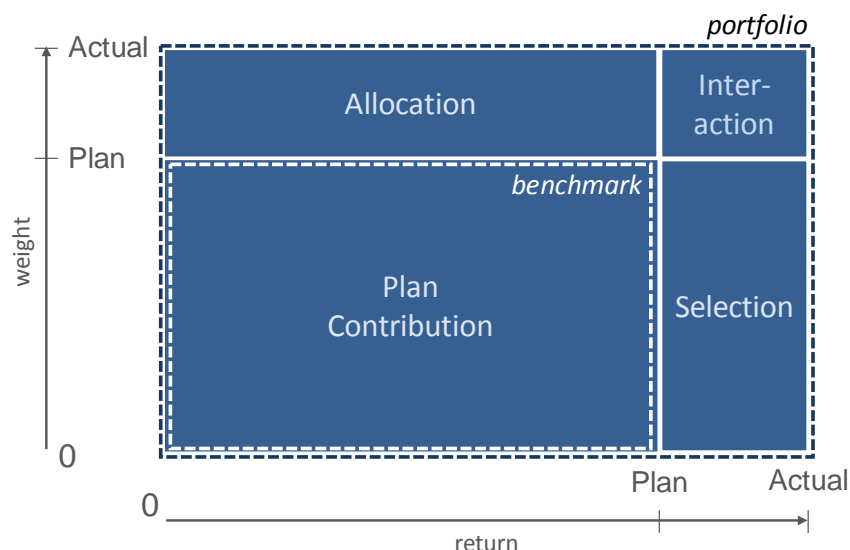 portfolio
Actual
Allocation
Inter-
action
Plan
benchmark
weight
Plan
Contribution
Selection
0
Plan
Actual
0
return